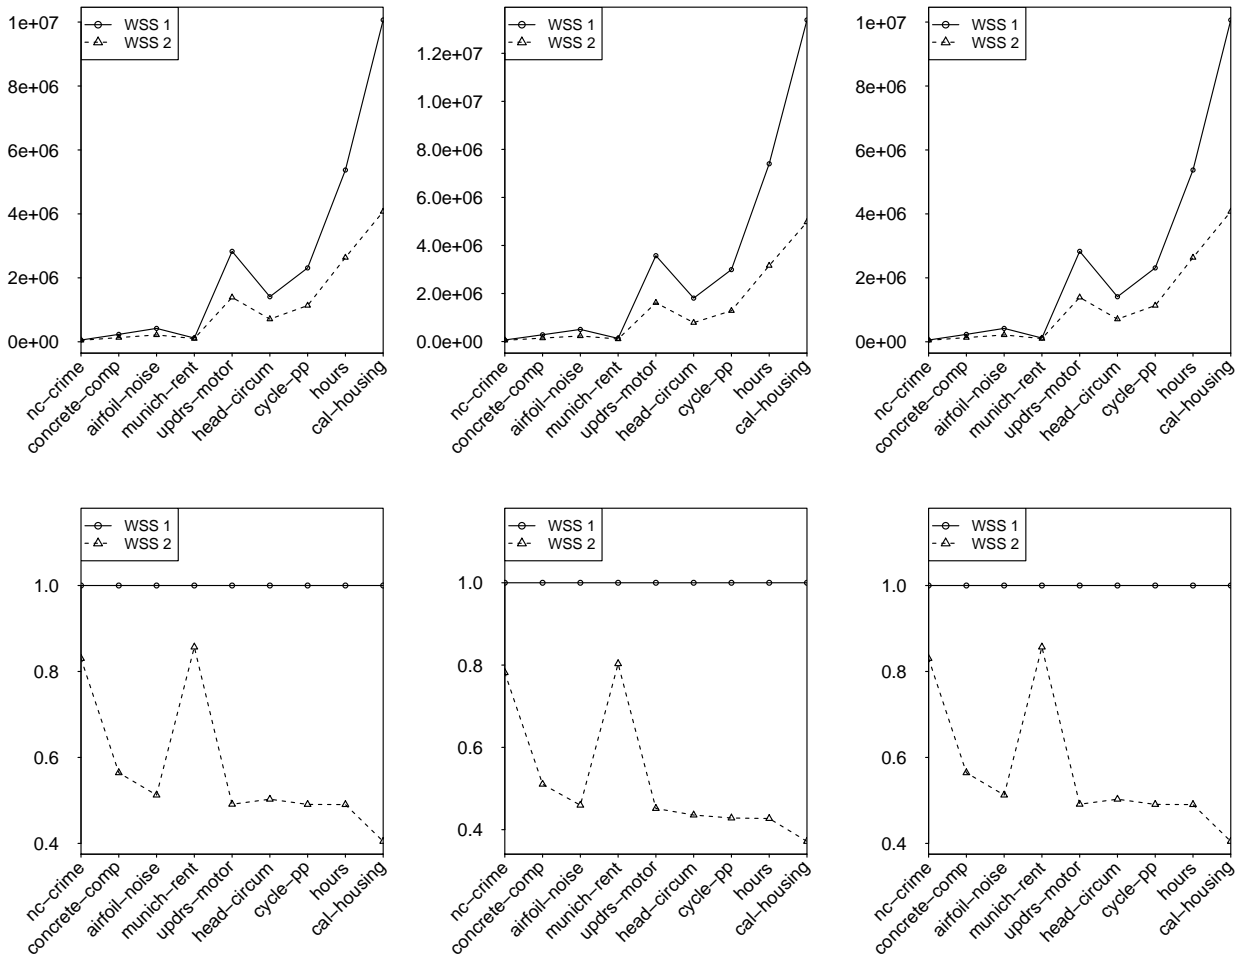 WSS 1
WSS 2
1e+07
8e+06
6e+06
4e+06
2e+06
0e+00
nc−crime
concrete−comp
airfoil−noise
munich−rent
updrs−motor
head−circum
cycle−pp
hours
cal−housing
WSS 1
WSS 2
1.2e+07
1.0e+07
8.0e+06
6.0e+06
4.0e+06
2.0e+06
0.0e+00
nc−crime
concrete−comp
airfoil−noise
munich−rent
updrs−motor
head−circum
cycle−pp
hours
cal−housing
WSS 1
WSS 2
1e+07
8e+06
6e+06
4e+06
2e+06
0e+00
nc−crime
concrete−comp
airfoil−noise
munich−rent
updrs−motor
head−circum
cycle−pp
hours
cal−housing
WSS 1
WSS 2
1.0
0.8
0.6
0.4
nc−crime
concrete−comp
airfoil−noise
munich−rent
updrs−motor
head−circum
cycle−pp
hours
cal−housing
WSS 1
WSS 2
1.0
0.8
0.6
0.4
nc−crime
concrete−comp
airfoil−noise
munich−rent
updrs−motor
head−circum
cycle−pp
hours
cal−housing
WSS 1
WSS 2
1.0
0.8
0.6
0.4
nc−crime
concrete−comp
airfoil−noise
munich−rent
updrs−motor
head−circum
cycle−pp
hours
cal−housing